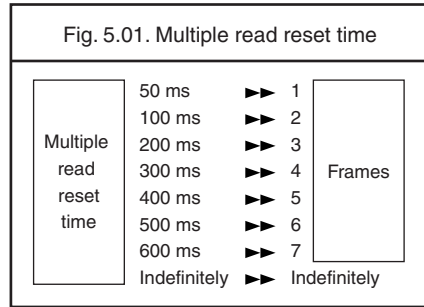 Fig. 5.01. Multiple read reset time
Multiple
read
reset
time
50 ms ►► 1
100 ms ►► 2
200 ms ►► 3
300 ms ►► 4
400 ms ►► 5
500 ms ►► 6
600 ms ►► 7
Indefinitely ►► Indefinitely
Frames